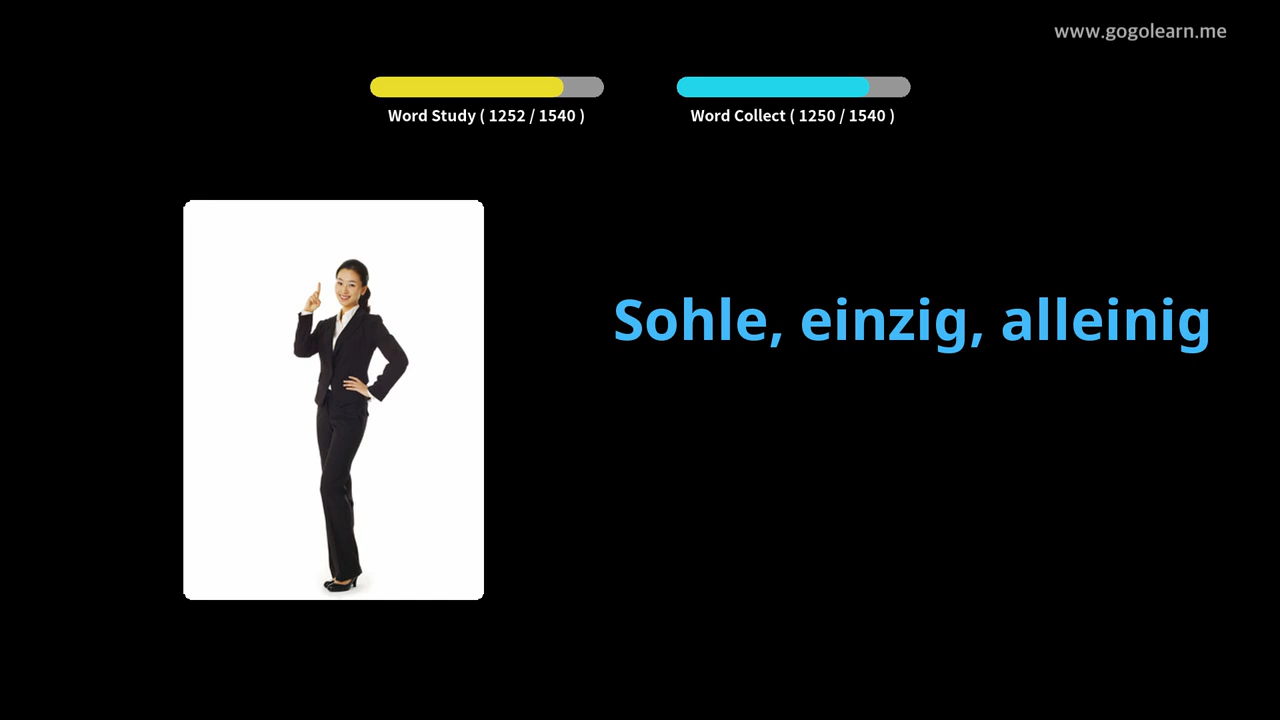 www.gogolearn.me
Word Study ( 1252 / 1540 )
Word Collect ( 1250 / 1540 )
Sohle, einzig, alleinig